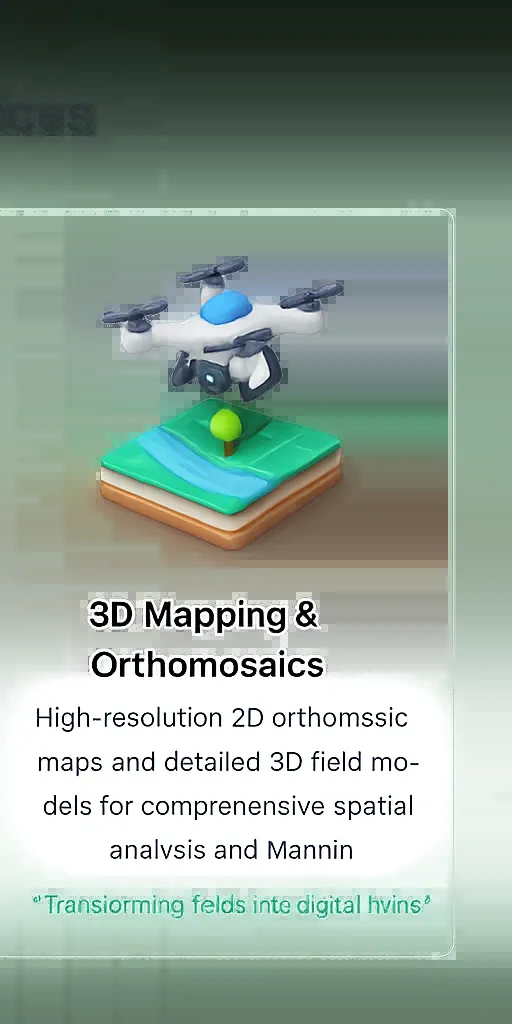 ices
3D Mapping &
Orthomosaics
High-resolution 2D orthomssic
maps and detailed 3D field mo-
dels for comprenensive spatial
analvsis and Mannin
"Transiorming felds inte digital hvins"